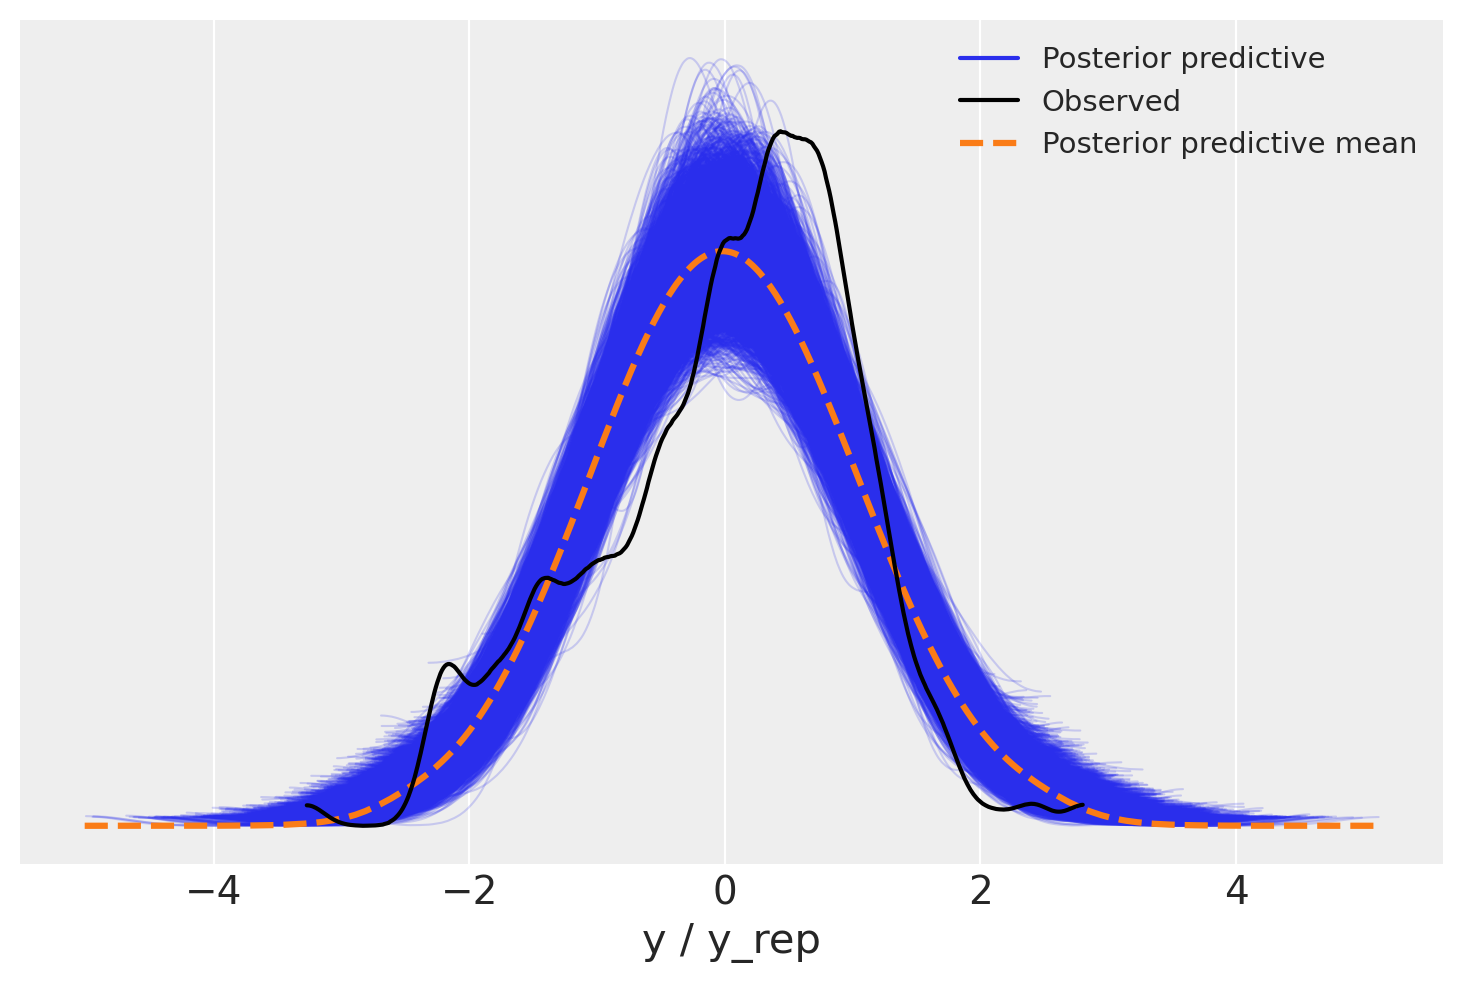 Posterior predictive
Observed
Posterior predictive mean
−4 −2 0 2 4
y / y_rep